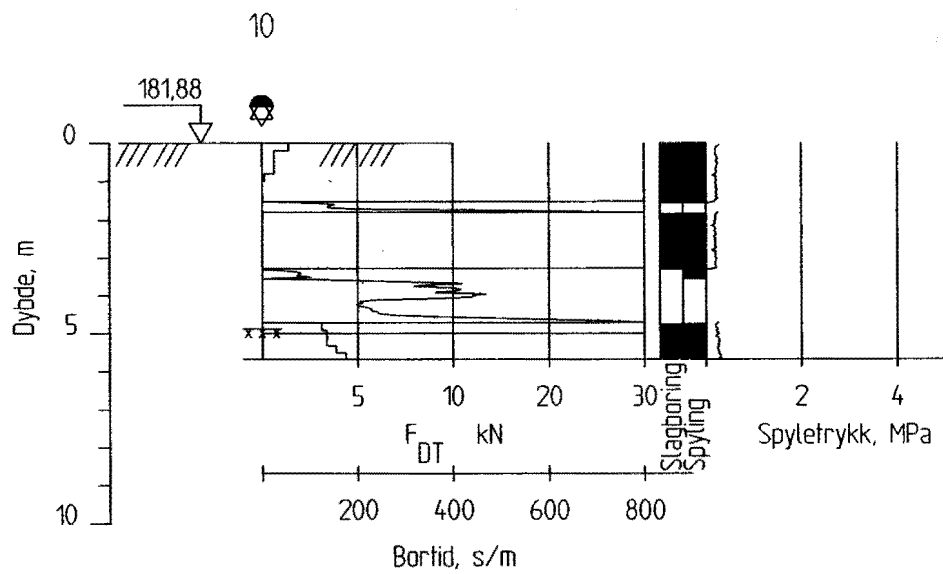 10
181,88
0
5
10
Dybde, m
5 10 20 30
F DT kN
Slagboring
Spyling
2 4
Spyletrykk, MPa
200 400 600 800
Bortid, s/m